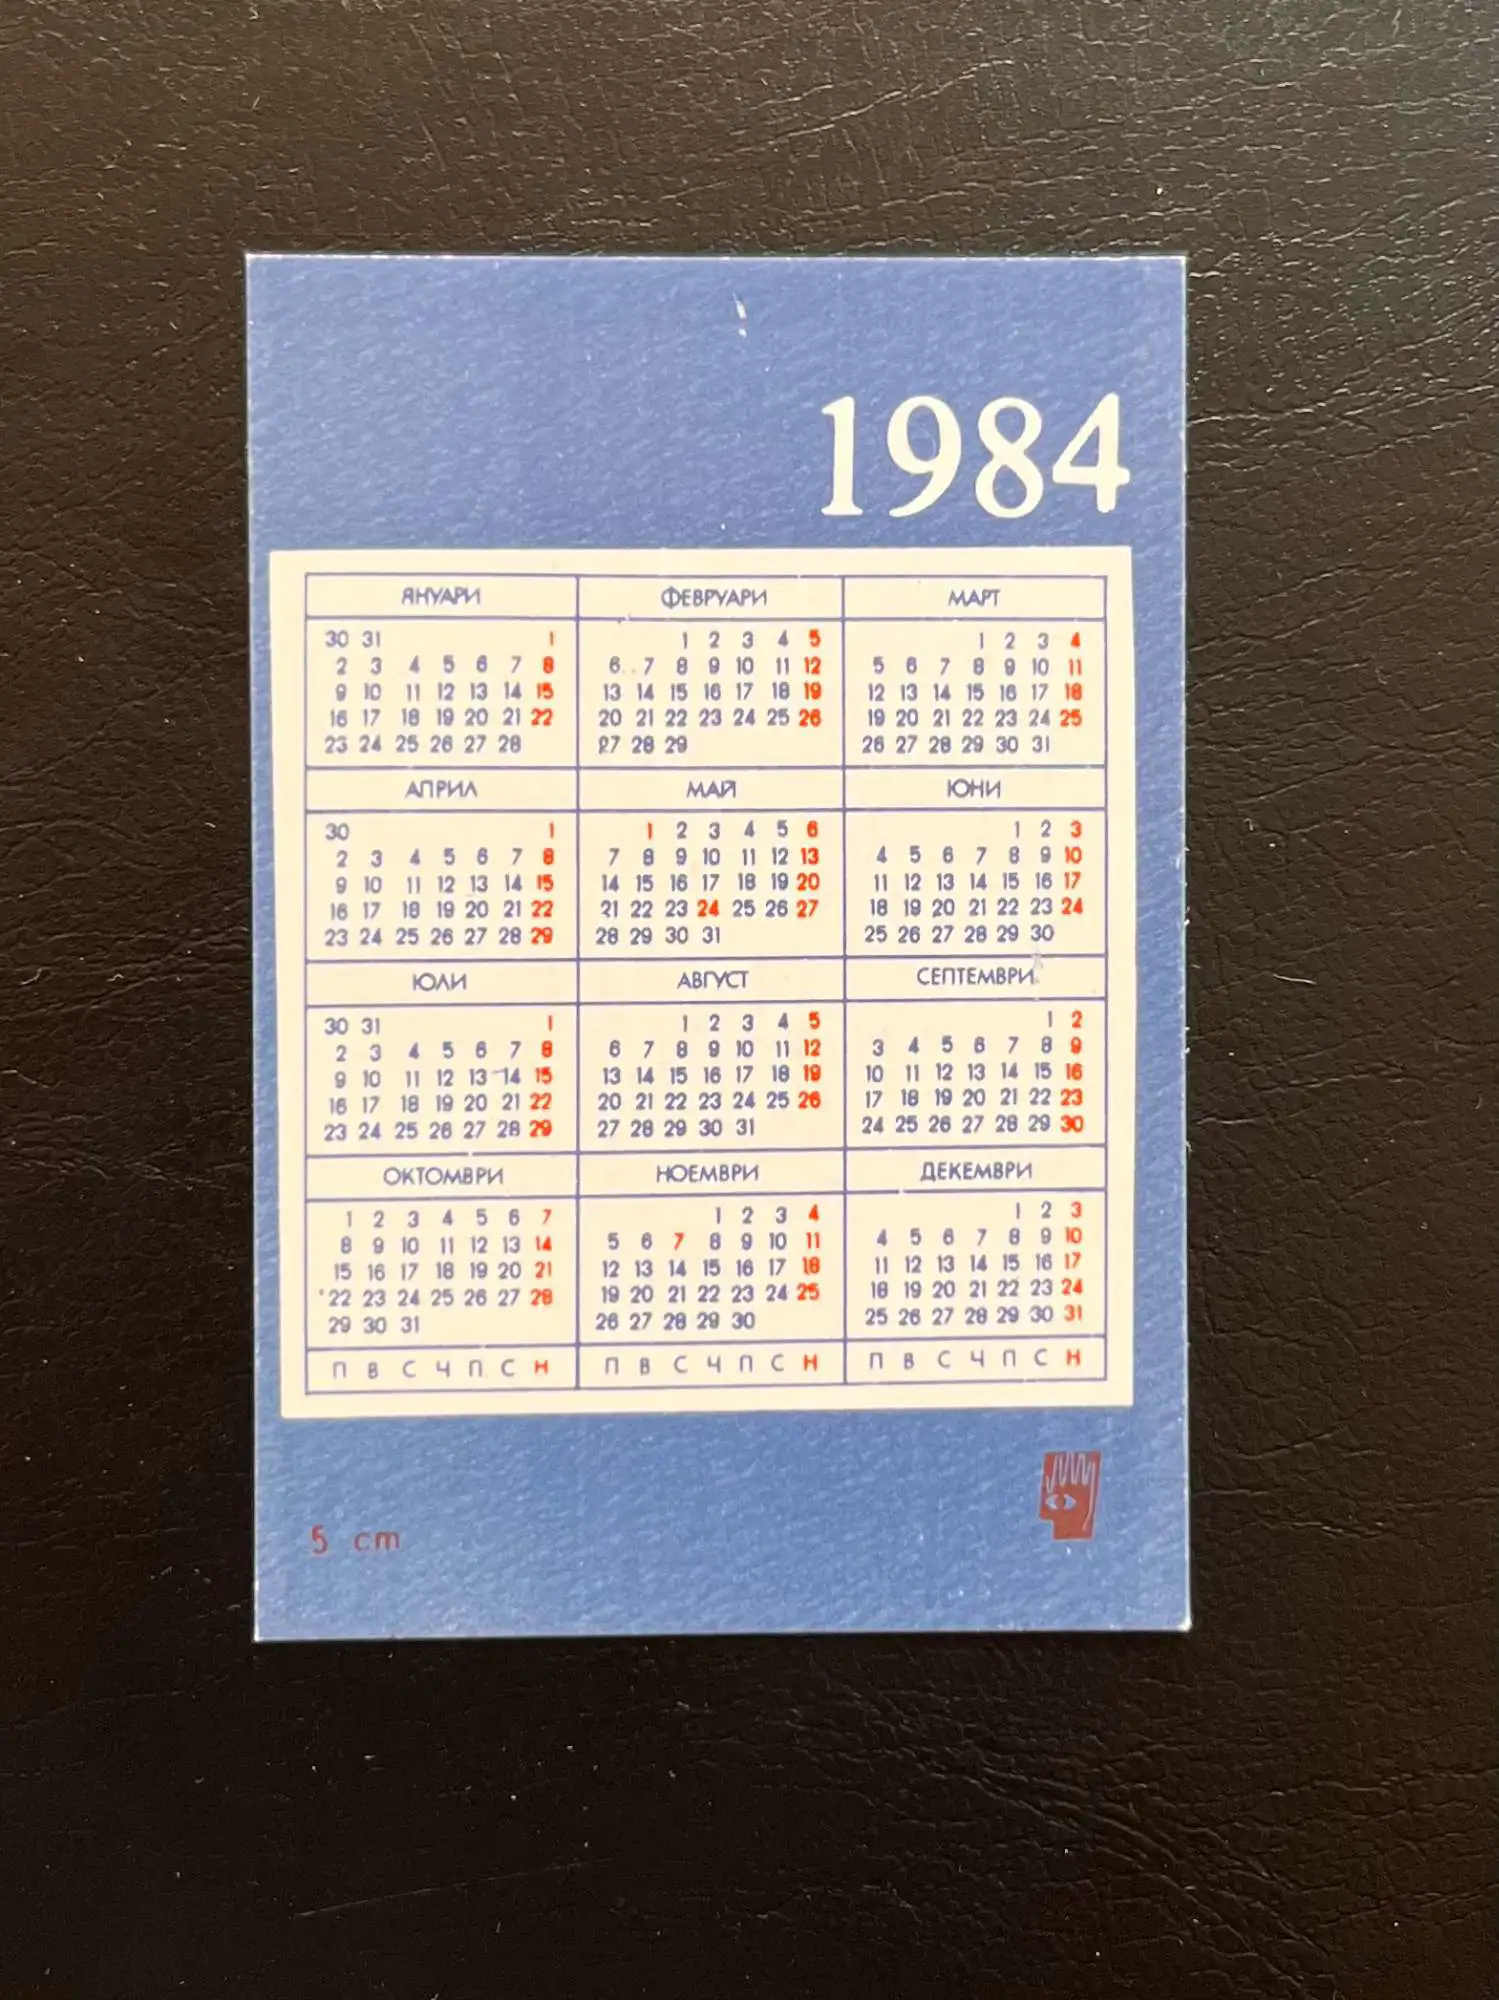 1984
ЯНУАРИ ФЕВРУАРИ МАРТ
30 31 1 1 2 3 4 5 1 2 3 4
2 3 4 5 6 7 8 6 7 8 9 10 11 12 5 6 7 8 9 10 11
9 10 11 12 13 14 15 13 14 15 16 17 18 19 12 13 14 15 16 17 18
16 17 18 19 20 21 22 20 21 22 23 24 25 26 19 20 21 22 23 24 25
23 24 25 26 27 28 27 28 29 26 27 28 29 30 31
АПРИЛ МАЙ ЮНИ
30 1 1 2 3 4 5 6 1 2 3
2 3 4 5 6 7 8 7 8 9 10 11 12 13 4 5 6 7 8 9 10
9 10 11 12 13 14 15 14 15 16 17 18 19 20 11 12 13 14 15 16 17
16 17 18 19 20 21 22 21 22 23 24 25 26 27 18 19 20 21 22 23 24
23 24 25 26 27 28 29 28 29 30 31 25 26 27 28 29 30
ЮЛИ АВГУСТ СЕПТЕМВРИ
30 31 1 1 2 3 4 5 1 2
2 3 4 5 6 7 8 6 7 8 9 10 11 12 3 4 5 6 7 8 9
9 10 11 12 13 14 15 13 14 15 16 17 18 19 10 11 12 13 14 15 16
16 17 18 19 20 21 22 20 21 22 23 24 25 26 17 18 19 20 21 22 23
23 24 25 26 27 28 29 27 28 29 30 31 24 25 26 27 28 29 30
ОКТОМВРИ НОЕМВРИ ДЕКЕМВРИ
1 2 3 4 5 6 7 1 2 3 4 1 2 3
8 9 10 11 12 13 14 5 6 7 8 9 10 11 4 5 6 7 8 9 10
15 16 17 18 19 20 21 12 13 14 15 16 17 18 11 12 13 14 15 16 17
22 23 24 25 26 27 28 19 20 21 22 23 24 25 18 19 20 21 22 23 24
29 30 31 26 27 28 29 30 25 26 27 28 29 30 31
П В С Ч П С Н П В С Ч П С Н П В С Ч П С Н
5 cm